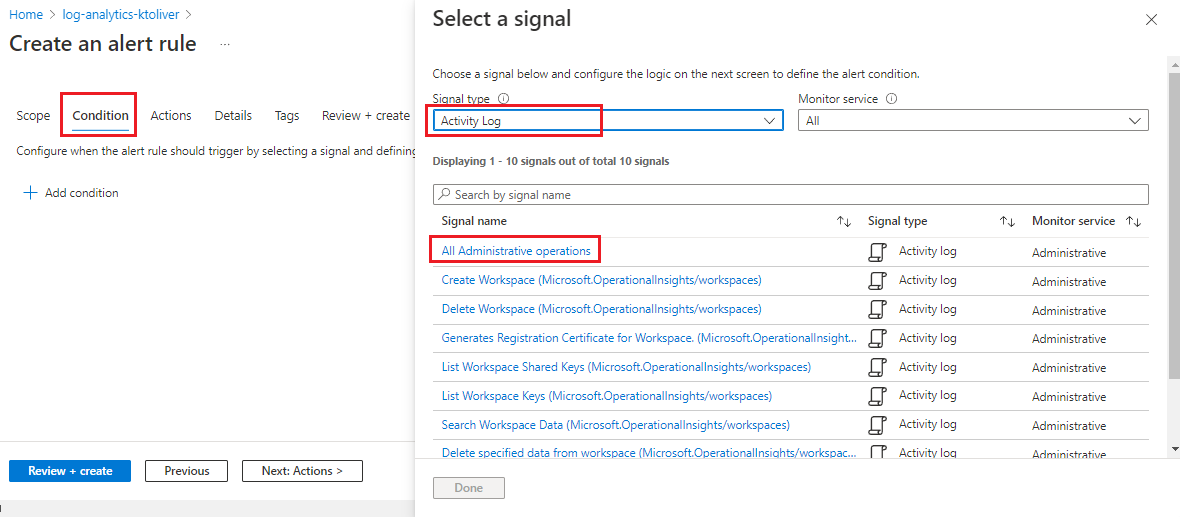 Home > log-analytics-ktoliver >
Create an alert rule ...
Scope Condition Actions Details Tags Review + create
Configure when the alert rule should trigger by selecting a signal and defining
+ Add condition
Review + create Previous Next: Actions >
Select a signal
Choose a signal below and configure the logic on the next screen to define the alert condition.
Signal type Monitor service
Activity Log All
Displaying 1 - 10 signals out of total 10 signals
Search by signal name
Signal name Signal type Monitor service
All Administrative operations Activity log Administrative
Create Workspace (Microsoft.OperationalInsights/workspaces) Activity log Administrative
Delete Workspace (Microsoft.OperationalInsights/workspaces) Activity log Administrative
Generates Registration Certificate for Workspace. (Microsoft.OperationalInsight... Activity log Administrative
List Workspace Shared Keys (Microsoft.OperationalInsights/workspaces) Activity log Administrative
List Workspace Keys (Microsoft.OperationalInsights/workspaces) Activity log Administrative
Search Workspace Data (Microsoft.OperationalInsights/workspaces) Activity log Administrative
Delete specified data from workspace (Microsoft.OperationalInsights/workspac... Activity log Administrative
Done